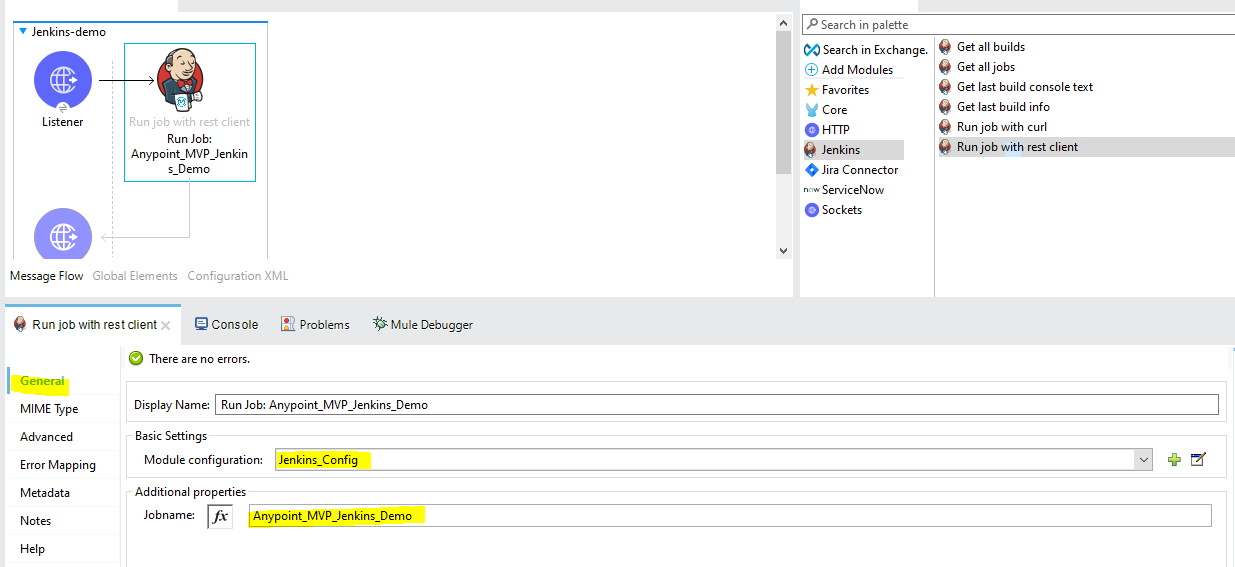 Jenkins-demo
Listener
Run job with rest client
Run Job:
Anypoint_MVP_Jenkin
s_Demo
Message Flow Global Elements Configuration XML
Search in palette
Search in Exchange.
Add Modules
Favorites
Core
HTTP
Jenkins
Jira Connector
now ServiceNow
Sockets
Get all builds
Get all jobs
Get last build console text
Get last build info
Run job with curl
Run job with rest client
Run job with rest client Console Problems Mule Debugger
There are no errors.
General
MIME Type
Advanced
Error Mapping
Metadata
Notes
Help
Display Name: Run Job: Anypoint_MVP_Jenkins_Demo
Basic Settings
Module configuration: Jenkins_Config
Additional properties
Jobname: fx Anypoint_MVP_Jenkins_Demo